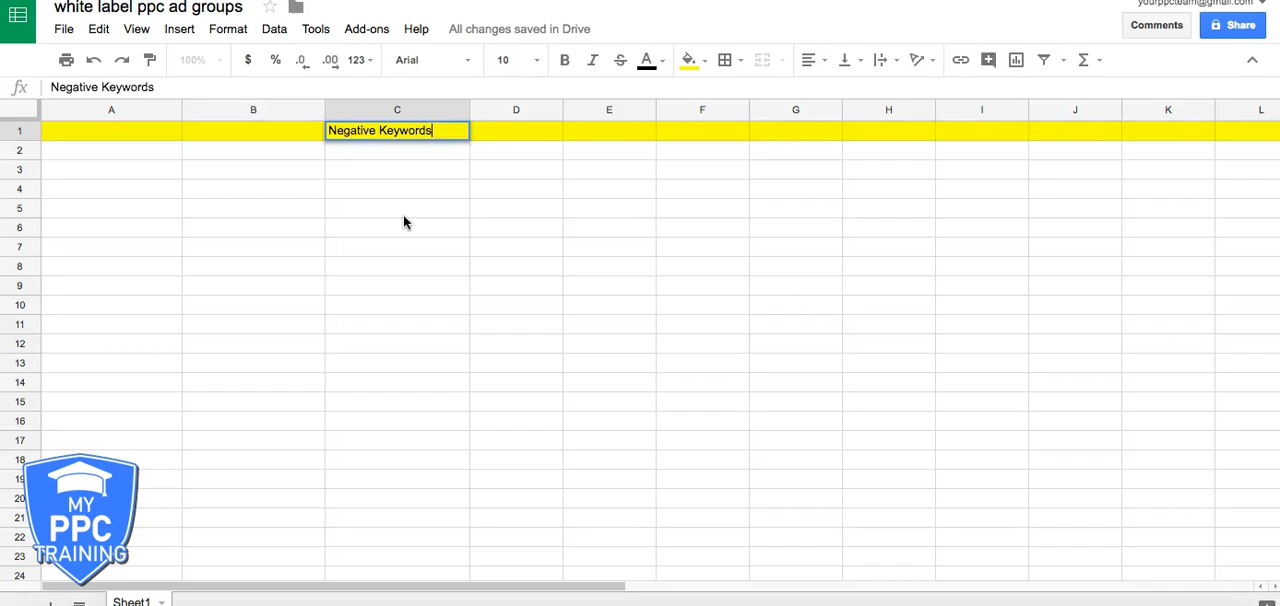 white label ppc ad groups
yourppcteam@gmail.com
File Edit View Insert Format Data Tools Add-ons Help All changes saved in Drive
Comments
Share
100% $ % .0 .00 123 Arial 10 B I S A Σ
fx Negative Keywords
A B C D E F G H I J K L
1 Negative Keywords
2
3
4
5
6
7
8
9
10
11
12
13
14
15
16
17
18
19
20
21
22
23
24
MY
PPC
TRAINING
Sheet1